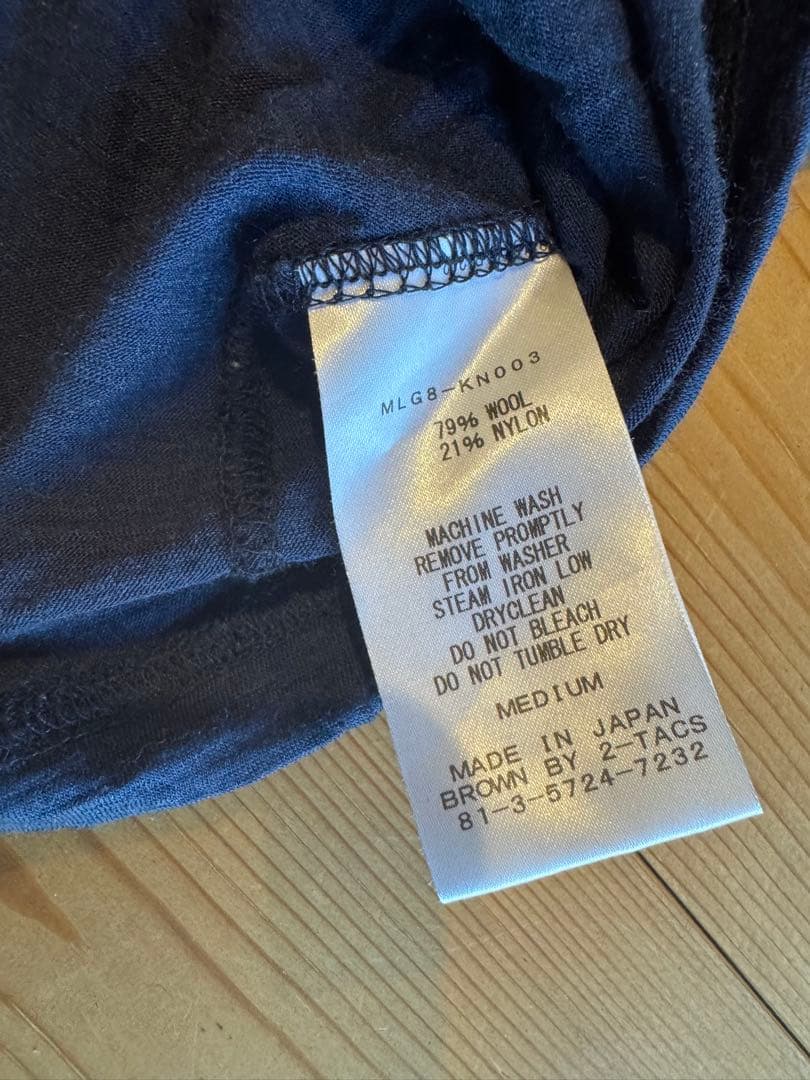 MLG8-KN003
79% WOOL
21% NYLON
MACHINE WASH
REMOVE PROMPTLY
FROM WASHER
STEAM IRON LOW
DRYCLEAN
DO NOT BLEACH
DO NOT TUMBLE DRY
MEDIUM
MADE IN JAPAN
BROWN BY 2-TACS
81-3-5724-7232